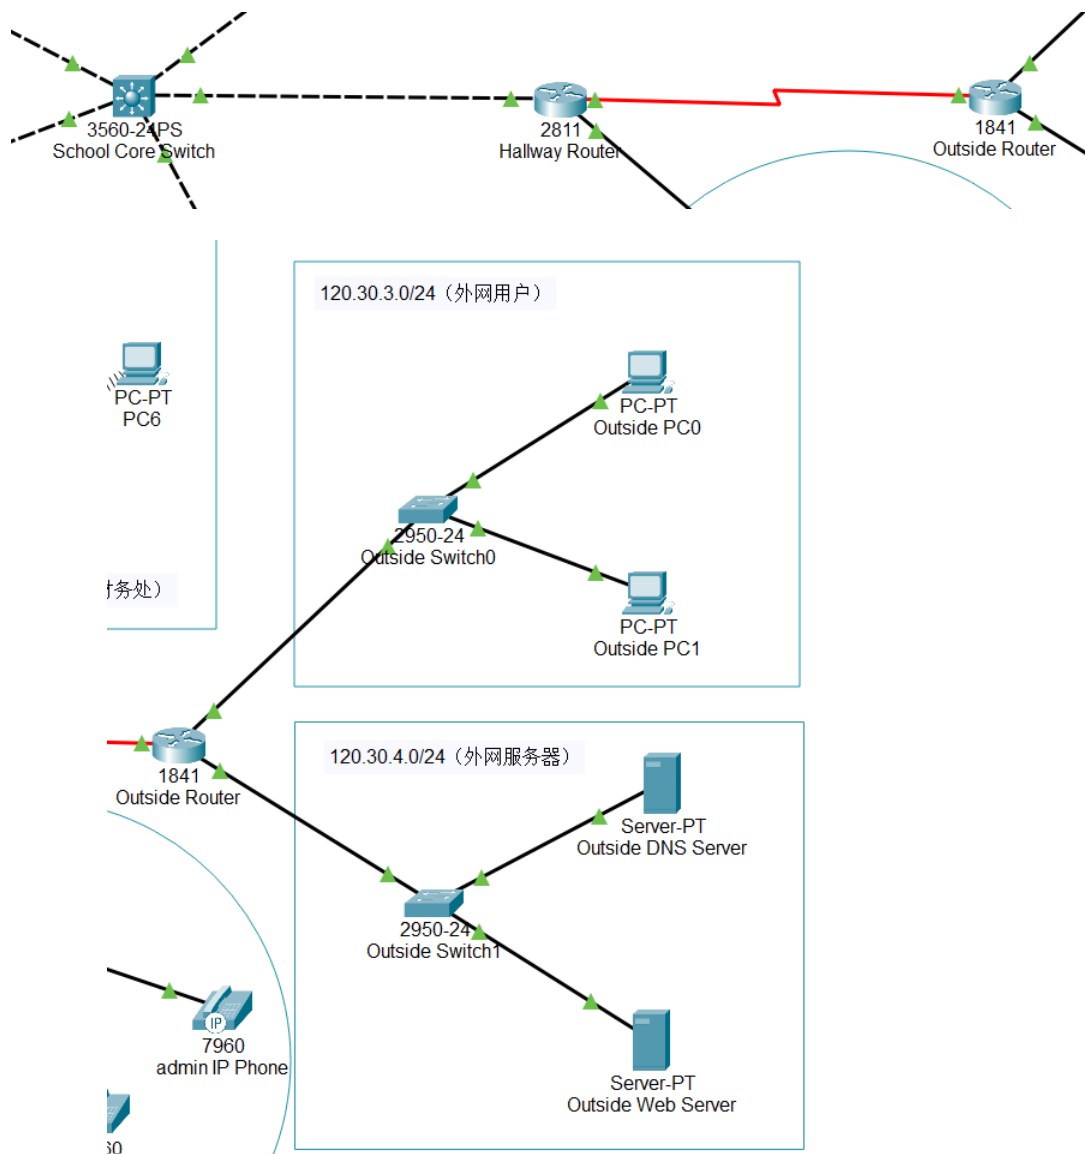 3560-24PS
School Core Switch
2811
Hallway Router
1841
Outside Router
120.30.3.0/24（外网用户）
PC-PT
PC6
PC-PT
Outside PC0
2950-24
Outside Switch0
务处）
PC-PT
Outside PC1
1841
Outside Router
120.30.4.0/24（外网服务器）
Server-PT
Outside DNS Server
2950-24
Outside Switch1
IP
7960
admin IP Phone
Server-PT
Outside Web Server
60